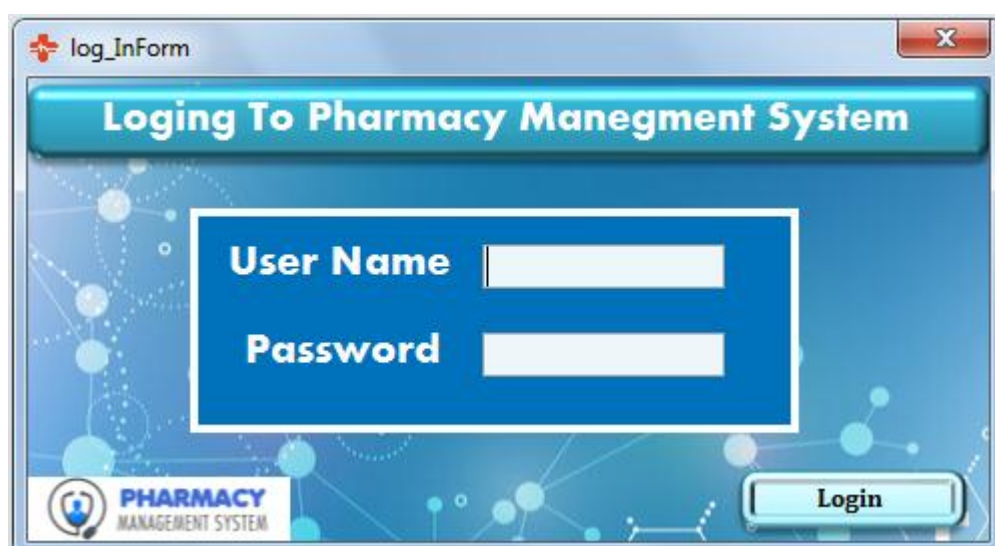 log_InForm
Loging To Pharmacy Manegment System
User Name
Password
PHARMACY
MANAGEMENT SYSTEM
Login